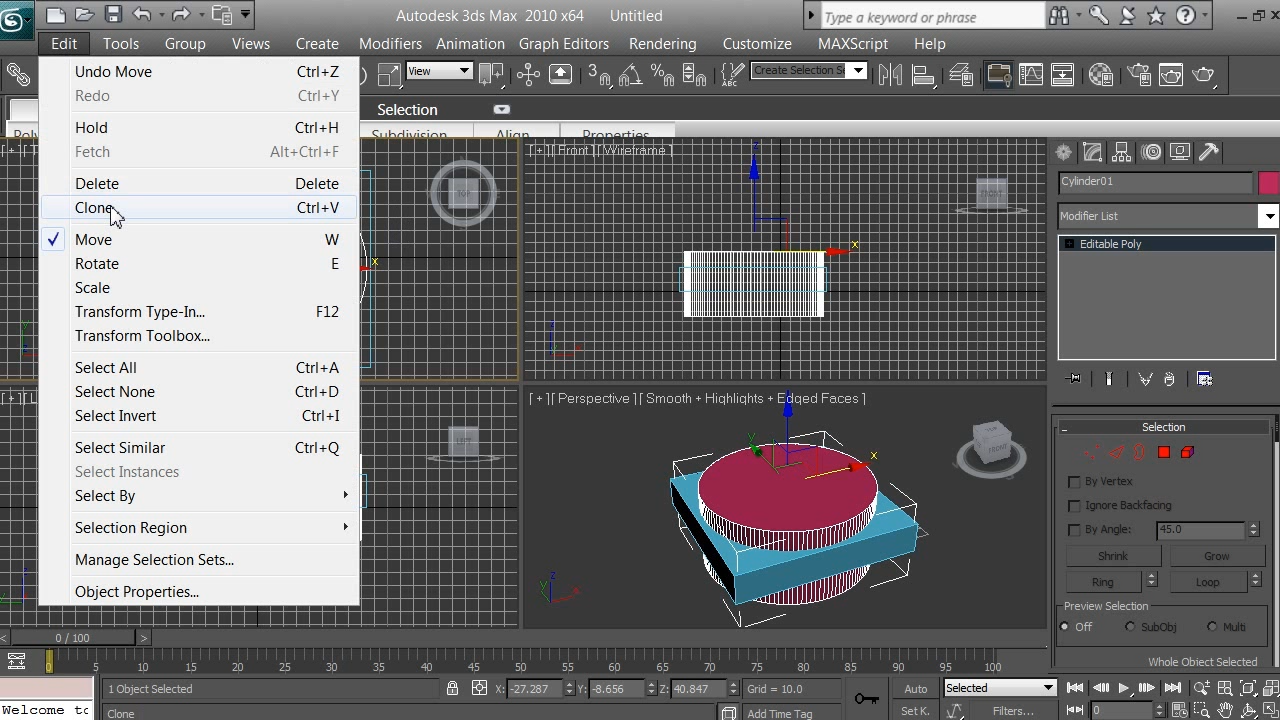 Autodesk 3ds Max 2010 x64 Untitled
Type a keyword or phrase
Edit Tools Group Views Create Modifiers Animation Graph Editors Rendering Customize MAXScript Help
Undo Move Ctrl+Z
Redo Ctrl+Y
Hold Ctrl+H
Fetch Alt+Ctrl+F
Delete Delete
Clone Ctrl+V
Move W
Rotate E
Scale
Transform Type-In... F12
Transform Toolbox...
Select All Ctrl+A
Select None Ctrl+D
Select Invert Ctrl+I
Select Similar Ctrl+Q
Select Instances
Select By
Selection Region
Manage Selection Sets...
Object Properties...
View
Create Selection Se
Selection
Subdivision Align Properties
[ + ] [ Front ] [ Wireframe ]
TOP
FRONT
z
x
x
[ + ] [ Perspective ] [ Smooth + Highlights + Edged Faces ]
LEFT
FRONT
y
x
z
Cylinder01
Modifier List
Editable Poly
Selection
By Vertex
Ignore Backfacing
By Angle: 45.0
Shrink Grow
Ring Loop
Preview Selection
Off SubObj Multi
Whole Object Selected
0 / 100
0 5 10 15 20 25 30 35 40 45 50 55 60 65 70 75 80 85 90 95 100
1 Object Selected X: -27.287 Y: -8.656 Z: 40.847 Grid = 10.0 Auto Selected
Welcome to Clone Add Time Tag Set K. Filters... 0